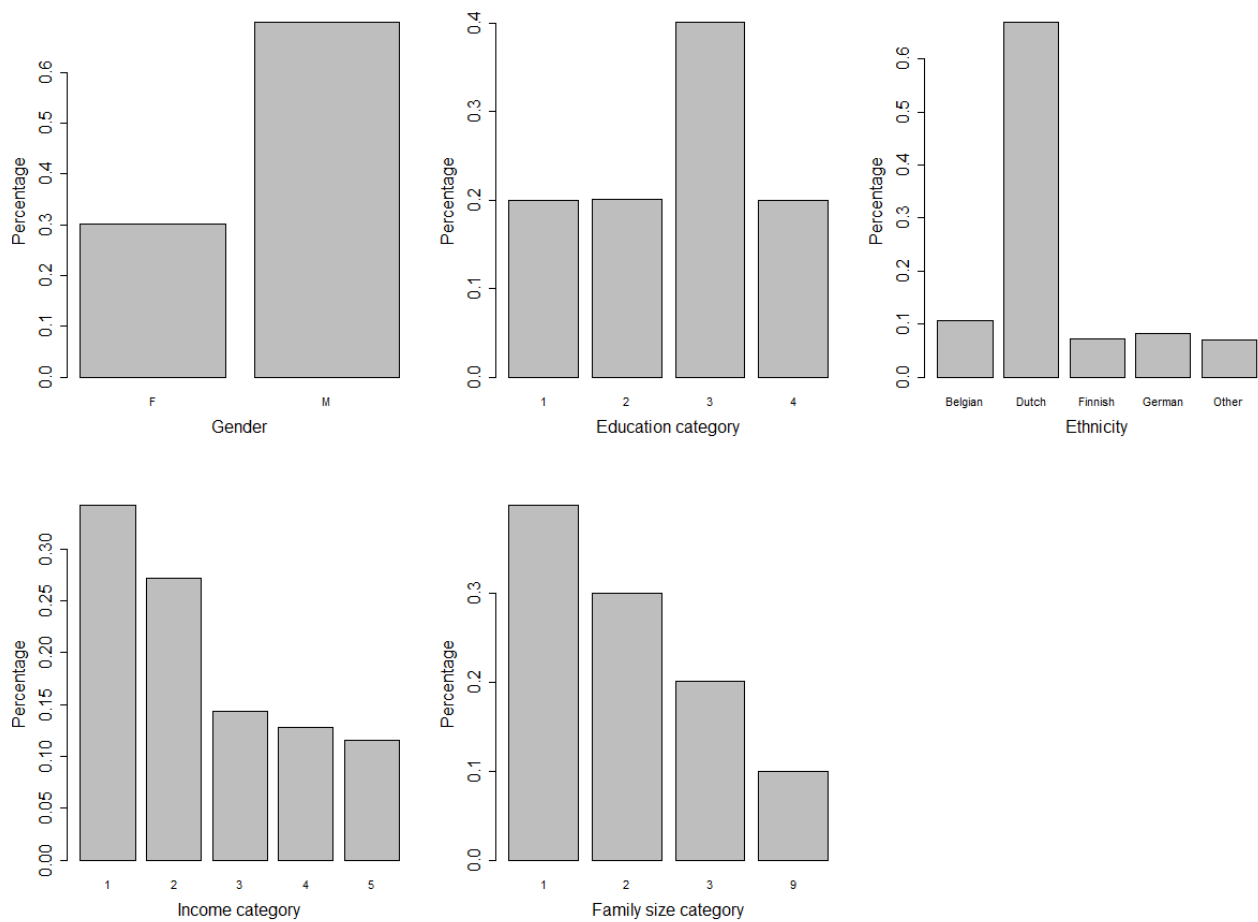 Percentage
0.0 0.1 0.2 0.3 0.4 0.5 0.6
F M
Gender
Percentage
0.0 0.1 0.2 0.3 0.4
1 2 3 4
Education category
Percentage
0.0 0.1 0.2 0.3 0.4 0.5 0.6
Belgian Dutch Finnish German Other
Ethnicity
Percentage
0.00 0.05 0.10 0.15 0.20 0.25 0.30
1 2 3 4 5
Income category
Percentage
0.0 0.1 0.2 0.3
1 2 3 9
Family size category